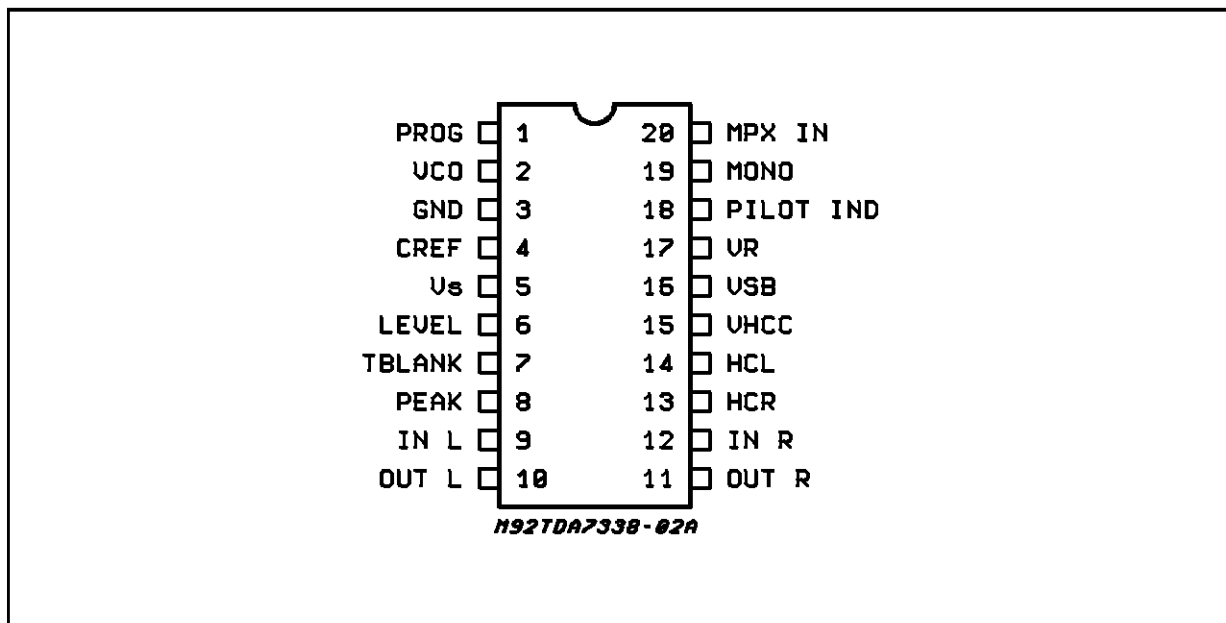 PROG 1 20 MPX IN
VCO 2 19 MONO
GND 3 18 PILOT IND
CREF 4 17 VR
Vs 5 16 VSB
LEVEL 6 15 VHCC
TBLANK 7 14 HCL
PEAK 8 13 HCR
IN L 9 12 IN R
OUT L 10 11 OUT R
M92TDA7338-02A